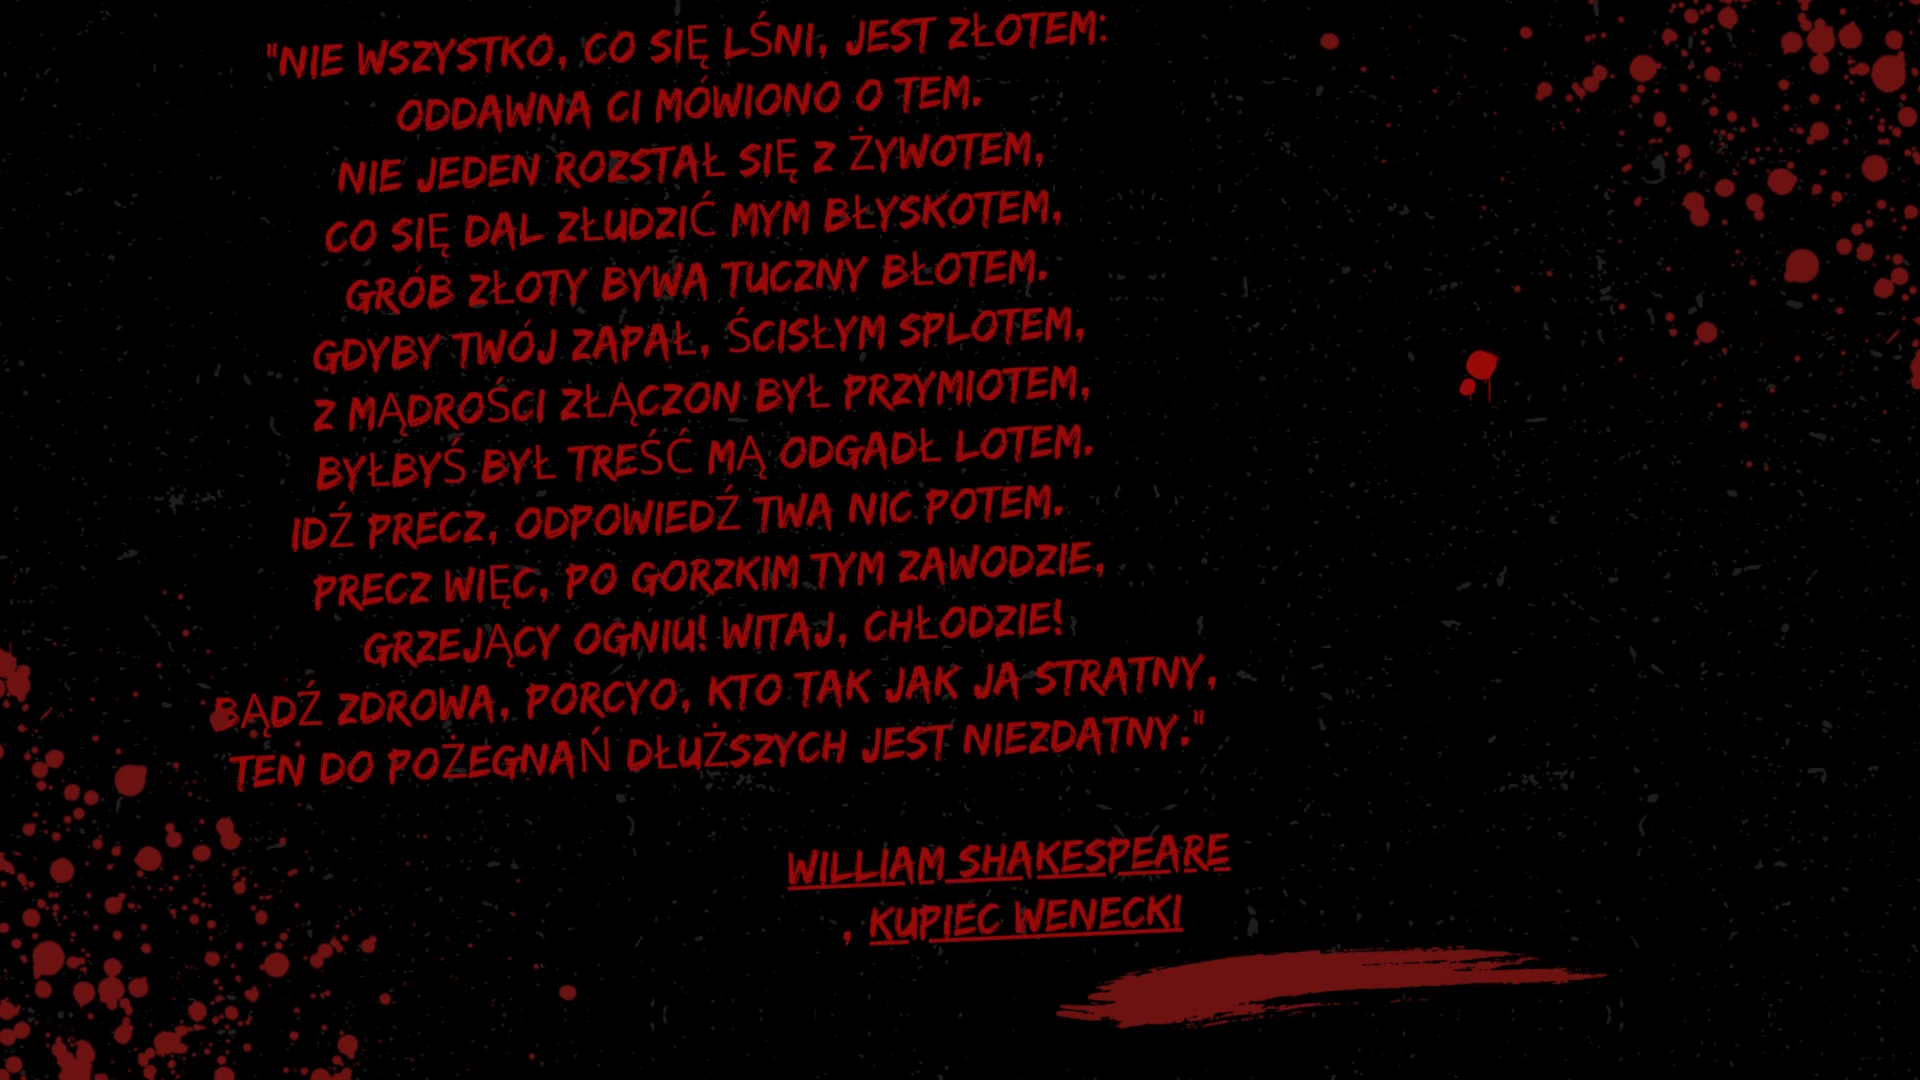 "NIE WSZYSTKO, CO SIĘ LŚNI, JEST ZŁOTEM:
ODDAWNA CI MÓWIONO O TEM.
NIE JEDEN ROZSTAŁ SIĘ Z ŻYWOTEM,
CO SIĘ DAL ZŁUDZIĆ MYM BŁYSKOTEM,
GRÓB ZŁOTY BYWA TUCZNY BŁOTEM.
GDYBY TWÓJ ZAPAŁ, ŚCISŁYM SPLOTEM,
Z MĄDROŚCI ZŁĄCZON BYŁ PRZYMIOTEM,
BYŁBYŚ BYŁ TREŚĆ MĄ ODGADŁ LOTEM.
IDŹ PRECZ, ODPOWIEDŹ TWA NIC POTEM.
PRECZ WIĘC, PO GORZKIM TYM ZAWODZIE,
GRZEJĄCY OGNIU! WITAJ, CHŁODZIE!
BĄDŹ ZDROWA, PORCYO, KTO TAK JAK JA STRATNY,
TEN DO POŻEGNAŃ DŁUŻSZYCH JEST NIEZDATNY."
WILLIAM SHAKESPEARE
, KUPIEC WENECKI